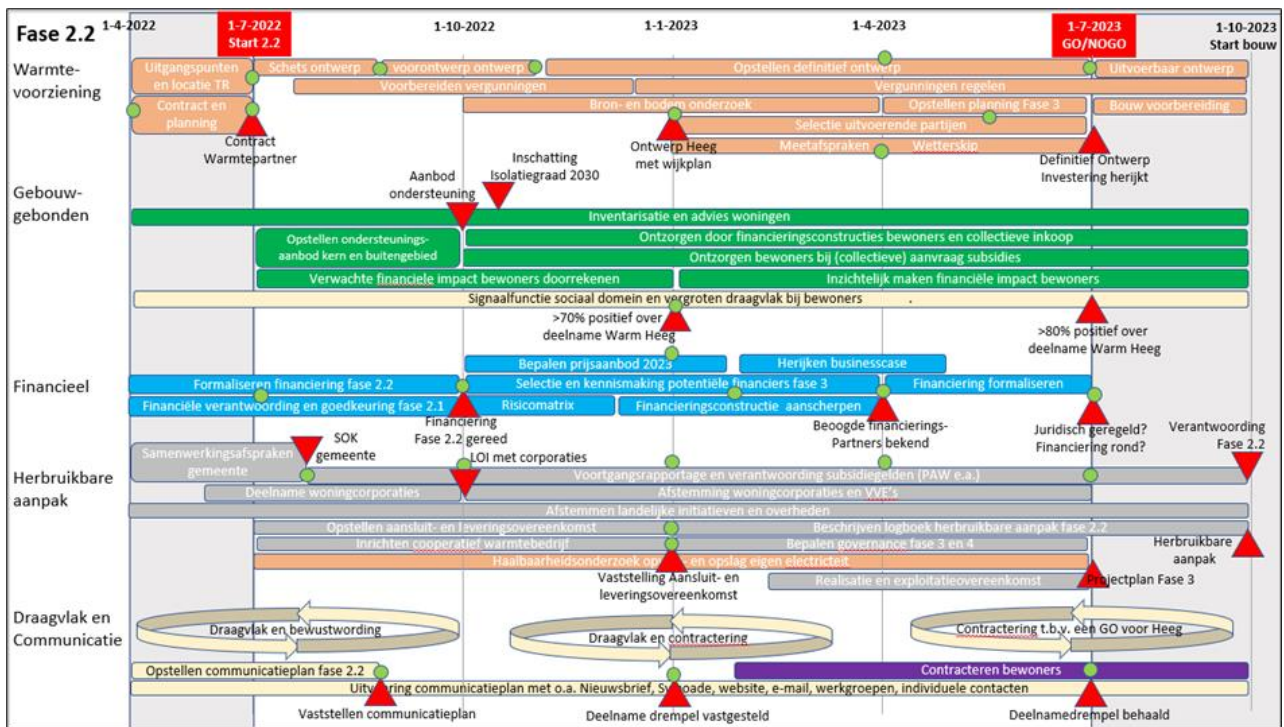 Fase 2.2
1-4-2022
1-7-2022
Start 2.2
1-10-2022
1-1-2023
1-4-2023
1-7-2023
GO/NOGO
1-10-2023
Start bouw
Warmte-
voorziening
Uitgangspunten
en locatie TR
Schets ontwerp
voorontwerp ontwerp
Opstellen definitief ontwerp
Uitvoerbaar ontwerp
Voorbereiden vergunningen
Vergunningen regelen
Contract en
planning
Bron- en bodem onderzoek
Opstellen planning Fase 3
Bouw voorbereiding
Selectie uitvoerende partijen
Contract
Warmtepartner
Ontwerp Heeg
met wijkplan
Meetafspraken
Wetterskip
Definitief Ontwerp
Investering herijkt
Gebouw-
gebonden
Aanbod
ondersteuning
Inschatting
Isolatiegraad 2030
Inventarisatie en advies woningen
Opstellen ondersteunings-
aanbod kern en buitengebied
Ontzorgen door financieringsconstructies bewoners en collectieve inkoop
Ontzorgen bewoners bij (collectieve) aanvraag subsidies
Verwachte financiele impact bewoners doorrekenen
Inzichtelijk maken financiële impact bewoners
Signaalfunctie sociaal domein en vergroten draagvlak bij bewoners .
>70% positief over
deelname Warm Heeg
>80% positief over
deelname Warm Heeg
Financieel
Bepalen prijsaanbod 2023
Herijken businesscase
Formaliseren financiering fase 2.2
Selectie en kennismaking potentiële financiers fase 3
Financiering formaliseren
Financiële verantwoording en goedkeuring fase 2.1
Risicomatrix
Financieringsconstructie aanscherpen
Financiering
Fase 2.2 gereed
Beoogde financierings-
Partners bekend
Juridisch geregeld?
Financiering rond?
Verantwoording
Fase 2.2
Herbruikbare
aanpak
Samenwerkingsafspraken
gemeente
SOK
gemeente
LOI met corporaties
Voortgangsrapportage en verantwoording subsidiegelden (PAW e.a.)
Deelname woningcorporaties
Afstemming woningcorporaties en VVE's
Afstemmen landelijke initiatieven en overheden
Opstellen aansluit- en leveringsovereenkomst
Beschrijven logboek herbruikbare aanpak fase 2.2
Inrichten cooperatief warmtebedrijf
Bepalen governance fase 3 en 4
Haalbaarheidsonderzoek en opslag eigen electriciteit
Herbruikbare
aanpak
Vaststelling Aansluit- en
leveringsovereenkomst
Realisatie en exploitatieovereenkomst
Projectplan Fase 3
Draagvlak en
Communicatie
Draagvlak en bewustwording
Draagvlak en contractering
Contractering t.b.v. een GO voor Heeg
Opstellen communicatieplan fase 2.2
Contracteren bewoners
communicatieplan met o.a. Nieuwsbrief, website, e-mail, werkgroepen, individuele contacten
Vaststellen communicatieplan
Deelname drempel vastgesteld
Deelnamedrempel behaald